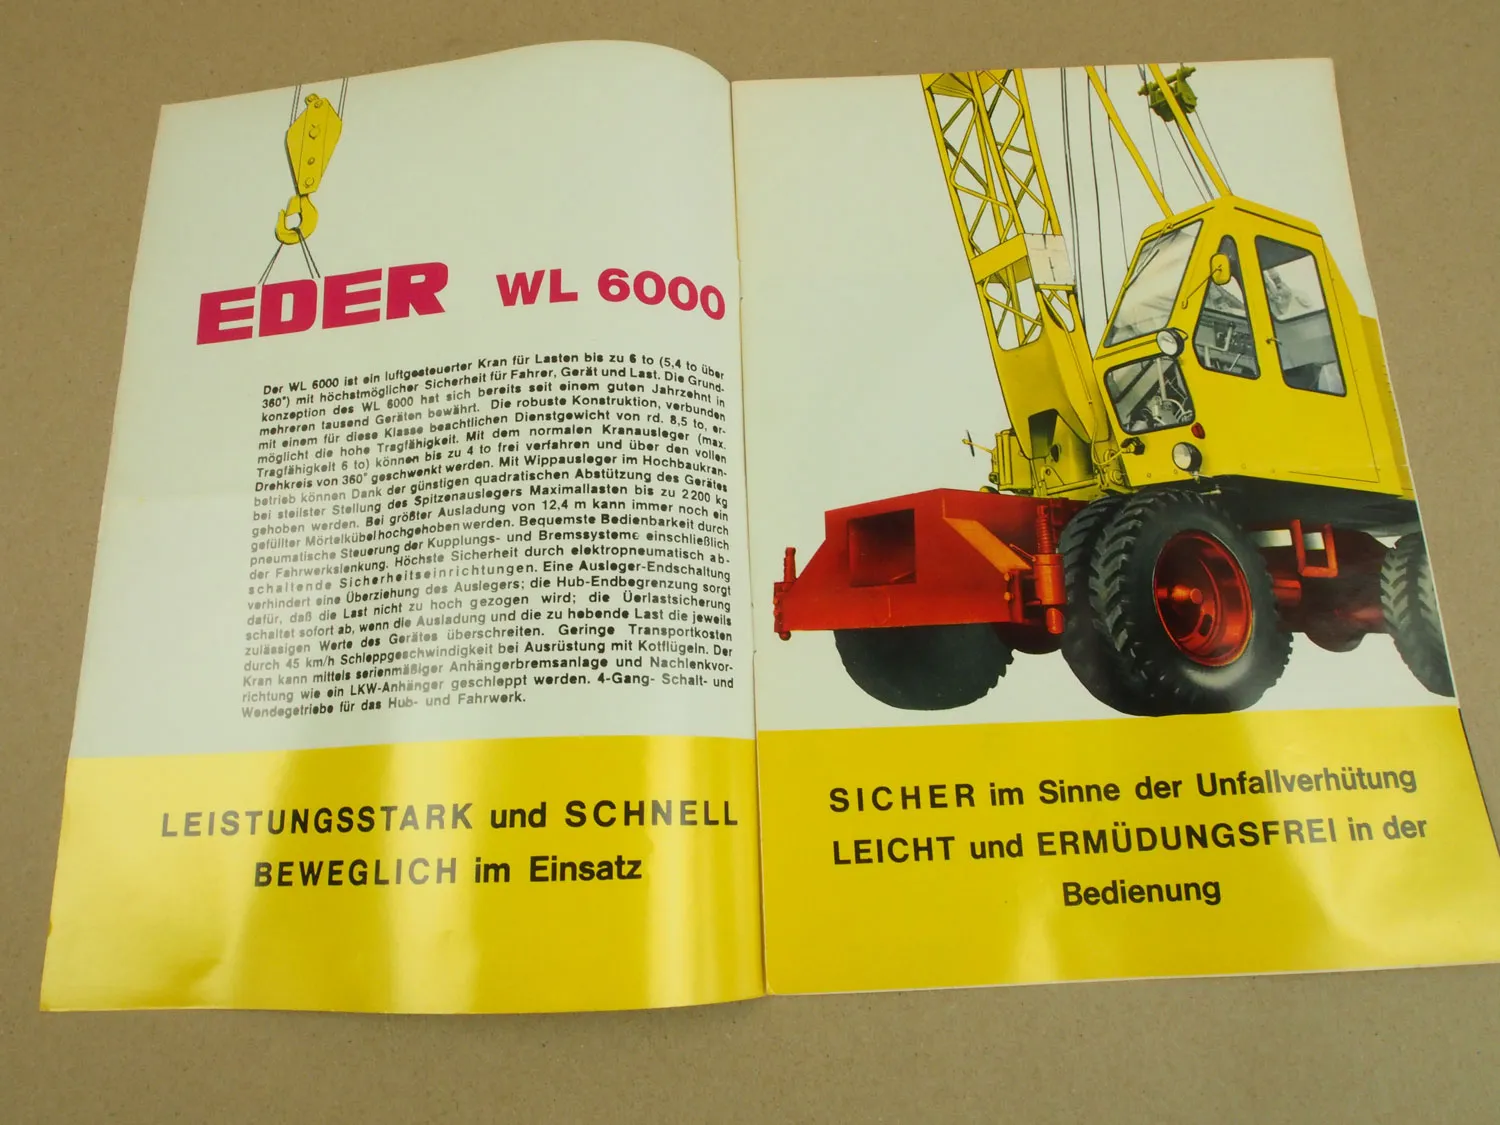 EDER WL 6000
Der WL 6000 ist ein luftgesteuerter Kran für Lasten bis zu 6 to (5,4 to über
360°) mit höchstmöglicher Sicherheit für Fahrer, Gerät und Last. Die Grund-
konzeption des WL 6000 hat sich bereits seit einem guten Jahrzehnt in
mehreren tausend Geräten bewährt. Die robuste Konstruktion, verbunden
mit einem für diese Klasse beachtlichen Dienstgewicht von rd. 8,5 to, er-
möglicht die hohe Tragfähigkeit. Mit dem normalen Kranausleger (max.
Tragfähigkeit 6 to) können bis zu 4 to frei verfahren und über den vollen
Drehkreis von 360° geschwenkt werden. Mit Wippausleger im Hochbaukran-
betrieb können Dank der günstigen quadratischen Abstützung des Gerätes
bei steilster Stellung des Spitzenauslegers Maximallasten bis zu 2200 kg
gehoben werden. Bei größter Ausladung von 12,4 m kann immer noch ein
gefüllter Mörtelkübel hochgehoben werden. Bequemste Bedienbarkeit durch
pneumatische Steuerung der Kupplungs- und Bremssysteme einschließlich
der Fahrwerkslenkung. Höchste Sicherheit durch elektropneumatisch ab-
schaltende Sicherheitseinrichtungen. Eine Ausleger-Endschaltung
verhindert eine Überziehung des Auslegers; die Hub-Endbegrenzung sorgt
dafür, daß die Last nicht zu hoch gezogen wird; die Üerlastsicherung
schaltet sofort ab, wenn die Ausladung und die zu hebende Last die jeweils
zulässigen Werte des Gerätes überschreiten. Geringe Transportkosten
durch 45 km/h Schleppgeschwindigkeit bei Ausrüstung mit Kotflügeln. Der
Kran kann mittels serienmäßiger Anhängerbremsanlage und Nachlenkvor-
richtung wie ein LKW-Anhänger geschleppt werden. 4-Gang- Schalt- und
Wendegetriebe für das Hub- und Fahrwerk.
LEISTUNGSSTARK und SCHNELL
BEWEGLICH im Einsatz
SICHER im Sinne der Unfallverhütung
LEICHT und ERMÜDUNGSFREI in der
Bedienung